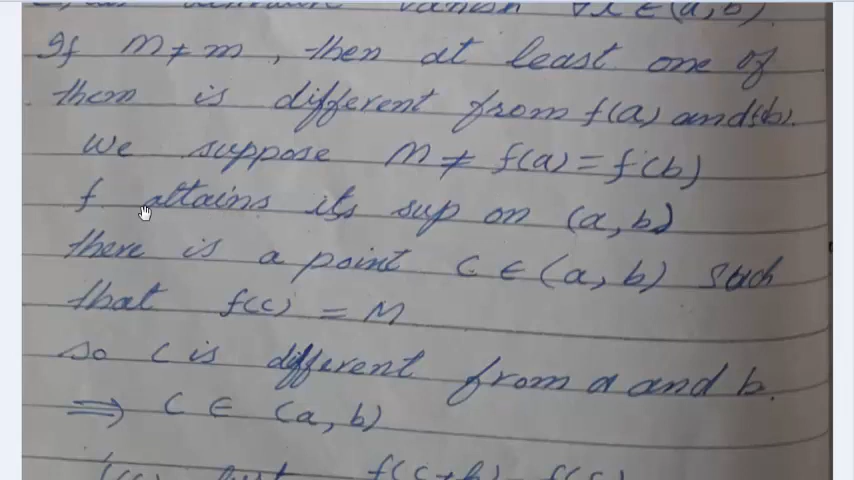 vanish ∀ x ∈ (a, b).
If M ≠ m, then at least one of
them is different from f(a) and f(b).
We suppose M ≠ f(a) = f(b)
f attains its sup on (a, b)
there is a point C ∈ (a, b) such
that f(c) = M
so C is different from a and b.
⇒ C ∈ (a, b)
f(c+h) - f(c)